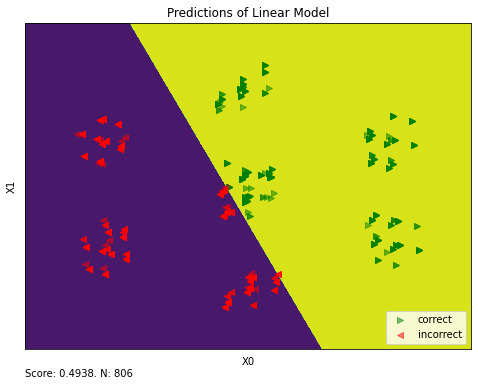 Predictions of Linear Model
X1
correct
incorrect
X0
Score: 0.4938. N: 806